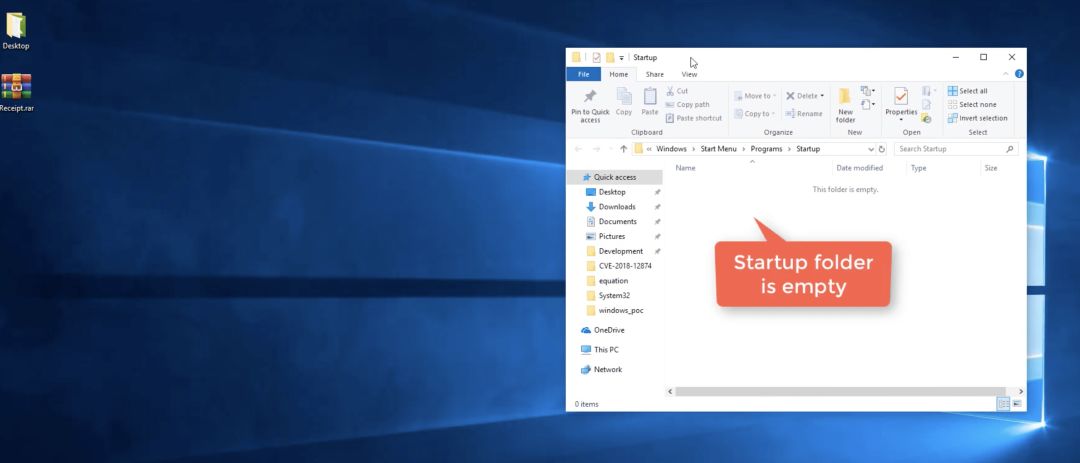 Desktop
Receipt.rar
Startup
File Home Share View
Pin to Quick access
Copy
Paste
Cut
Copy path
Paste shortcut
Clipboard
Move to
Copy to
Delete
Rename
Organize
New folder
New
Properties
Open
Select all
Select none
Invert selection
Select
« Windows > Start Menu > Programs > Startup
Search Startup
Name Date modified Type Size
This folder is empty.
Quick access
Desktop
Downloads
Documents
Pictures
Development
CVE-2018-12874
equation
System32
windows_poc
OneDrive
This PC
Network
Startup folder
is empty
0 items